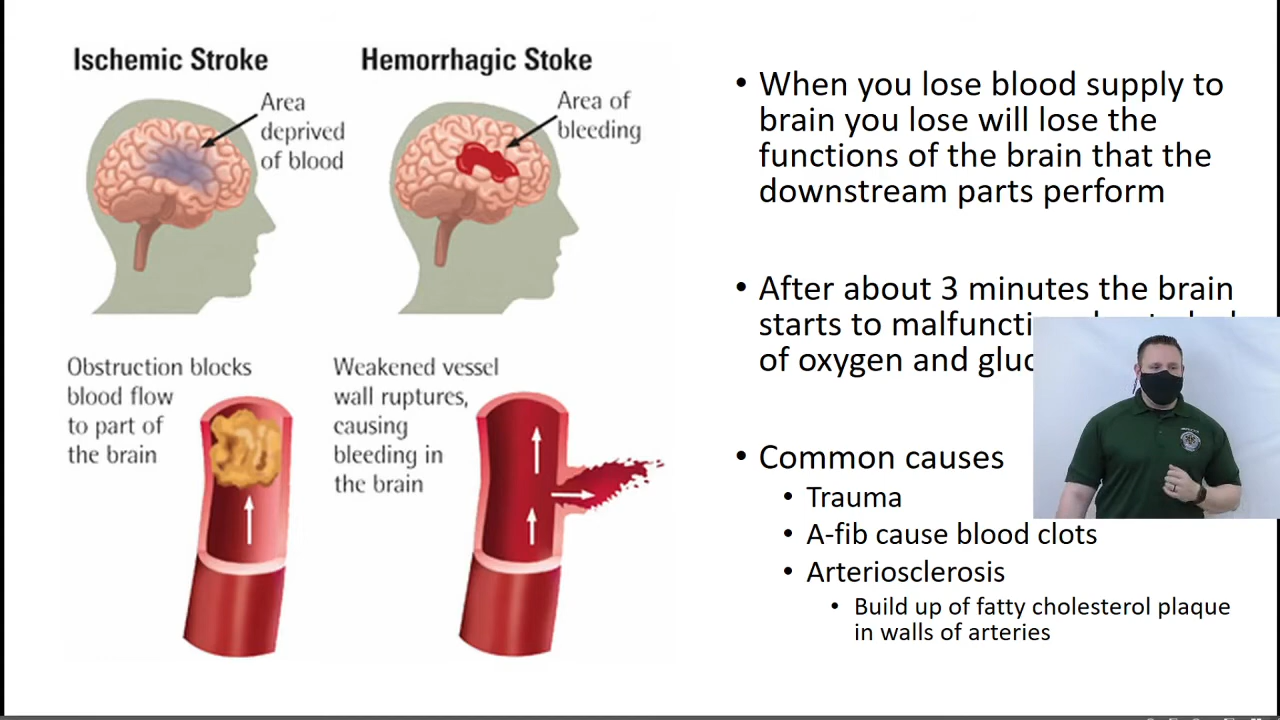 Ischemic Stroke
Area
deprived
of blood
Hemorrhagic Stoke
Area of
bleeding
Obstruction blocks
blood flow
to part of
the brain
Weakened vessel
wall ruptures,
causing
bleeding in
the brain
• When you lose blood supply to
brain you lose will lose the
functions of the brain that the
downstream parts perform
• After about 3 minutes the brain
starts to
of oxygen and
• Common causes
• Trauma
• A-fib cause blood clots
• Arteriosclerosis
• Build up of fatty cholesterol plaque
in walls of arteries